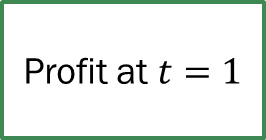 Profit at t = 1